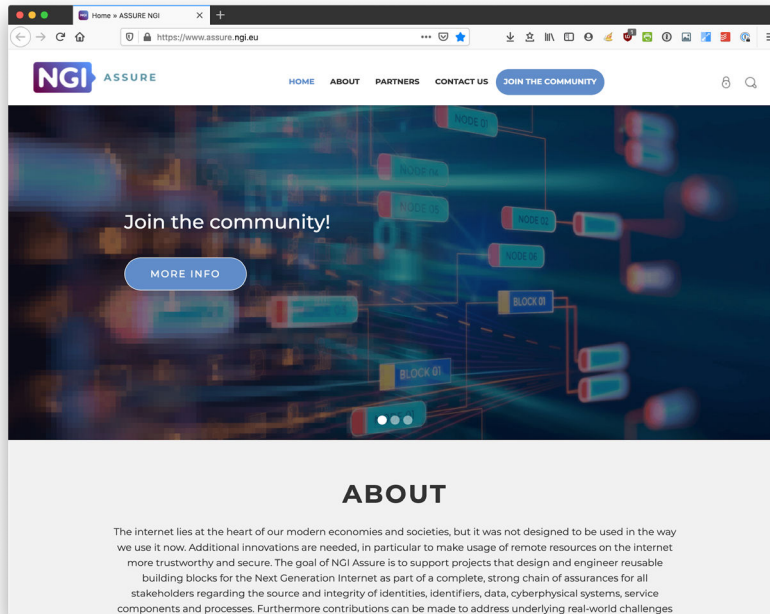 Home » ASSURE NGI
https://www.assure.ngi.eu
NGI ASSURE
HOME ABOUT PARTNERS CONTACT US JOIN THE COMMUNITY
NODE 01
NODE 04
NODE 05
NODE 02
NODE 06
BLOCK 01
BLOCK 01
Join the community!
MORE INFO
ABOUT
The internet lies at the heart of our modern economies and societies, but it was not designed to be used in the way
we use it now. Additional innovations are needed, in particular to make usage of remote resources on the internet
more trustworthy and secure. The goal of NGI Assure is to support projects that design and engineer reusable
building blocks for the Next Generation Internet as part of a complete, strong chain of assurances for all
stakeholders regarding the source and integrity of identities, identifiers, data, cyberphysical systems, service
components and processes. Furthermore contributions can be made to address underlying real-world challenges